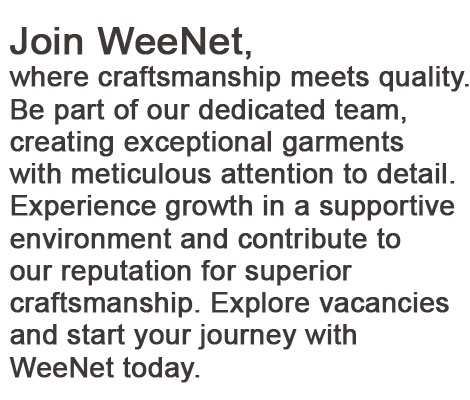 Join WeeNet,
where craftsmanship meets quality.
Be part of our dedicated team,
creating exceptional garments
with meticulous attention to detail.
Experience growth in a supportive
environment and contribute to
our reputation for superior
craftsmanship. Explore vacancies
and start your journey with
WeeNet today.